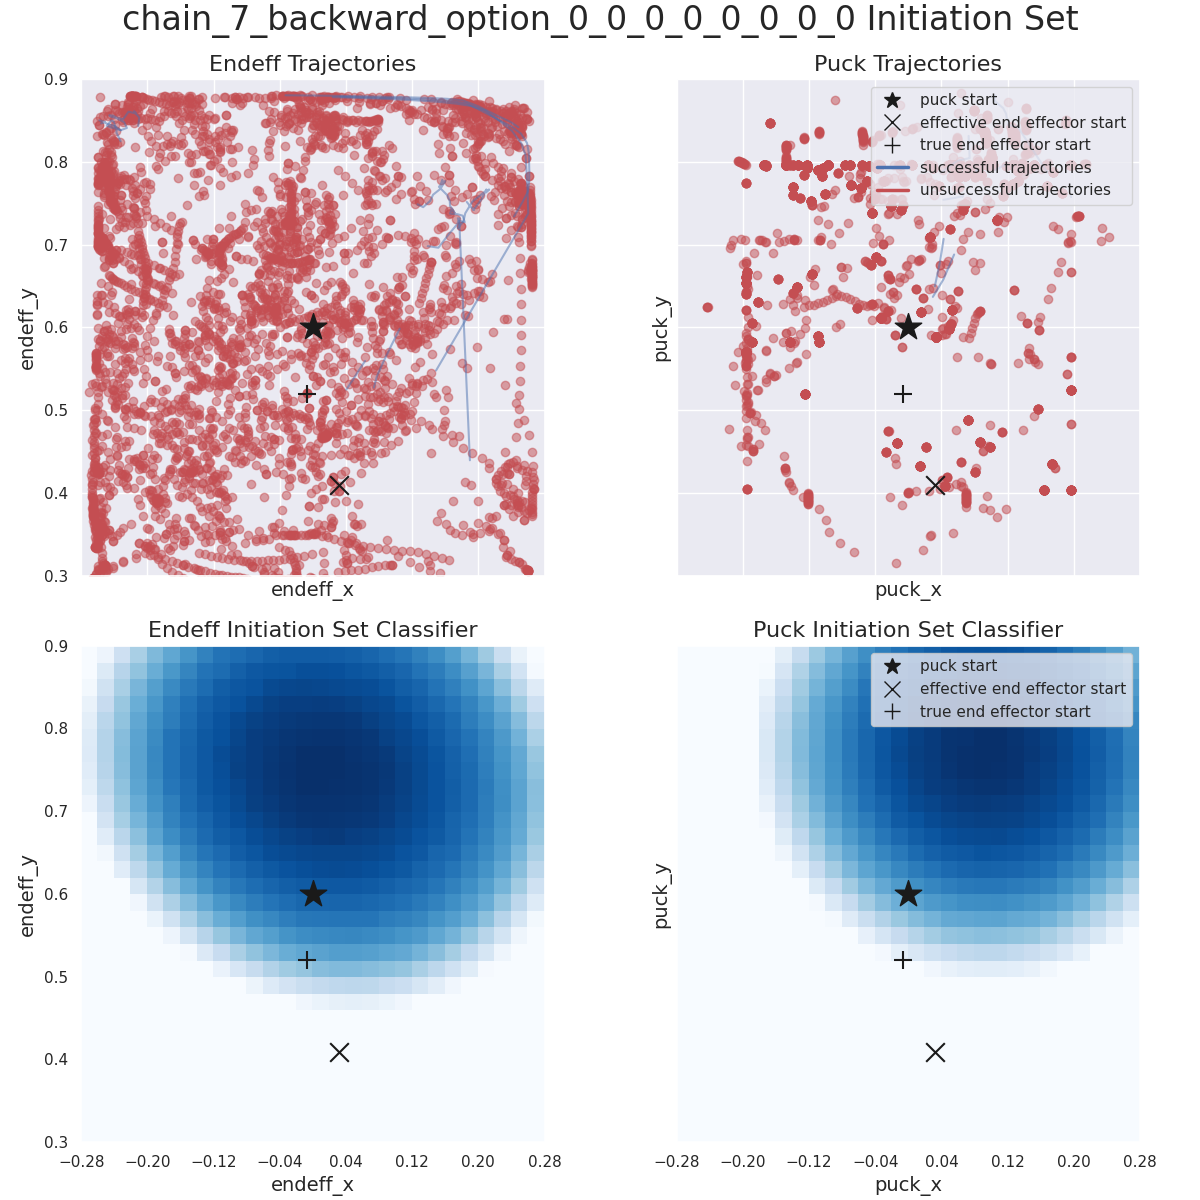 chain_7_backward_option_0_0_0_0_0_0_0_0 Initiation Set
Endeff Trajectories
0.9
0.8
0.7
0.6
0.5
0.4
0.3
endeff_y
endeff_x
Puck Trajectories
puck start
effective end effector start
true end effector start
successful trajectories
unsuccessful trajectories
puck_y
puck_x
Endeff Initiation Set Classifier
0.9
0.8
0.7
0.6
0.5
0.4
0.3
endeff_y
−0.28 −0.20 −0.12 −0.04 0.04 0.12 0.20 0.28
endeff_x
Puck Initiation Set Classifier
puck start
effective end effector start
true end effector start
puck_y
−0.28 −0.20 −0.12 −0.04 0.04 0.12 0.20 0.28
puck_x